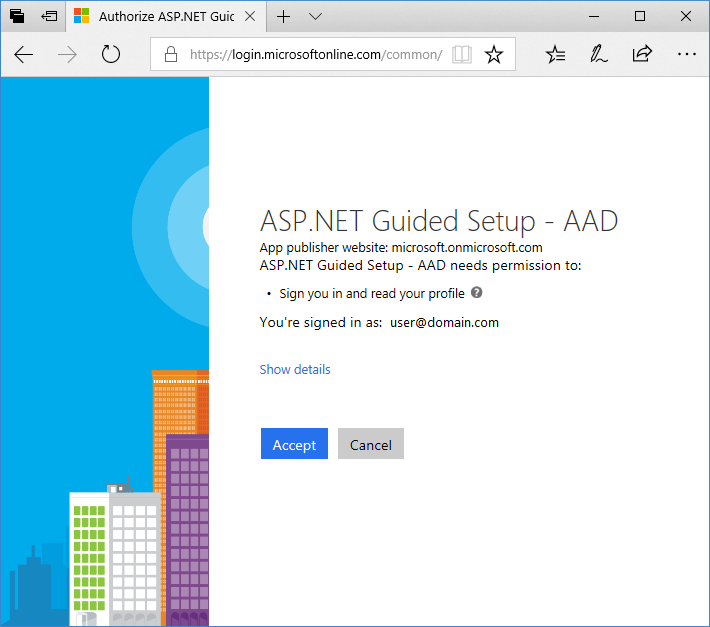 Authorize ASP.NET Guid
https://login.microsoftonline.com/common/
ASP.NET Guided Setup - AAD
App publisher website: microsoft.onmicrosoft.com
ASP.NET Guided Setup - AAD needs permission to:
• Sign you in and read your profile ?
You're signed in as: user@domain.com
Show details
Accept Cancel